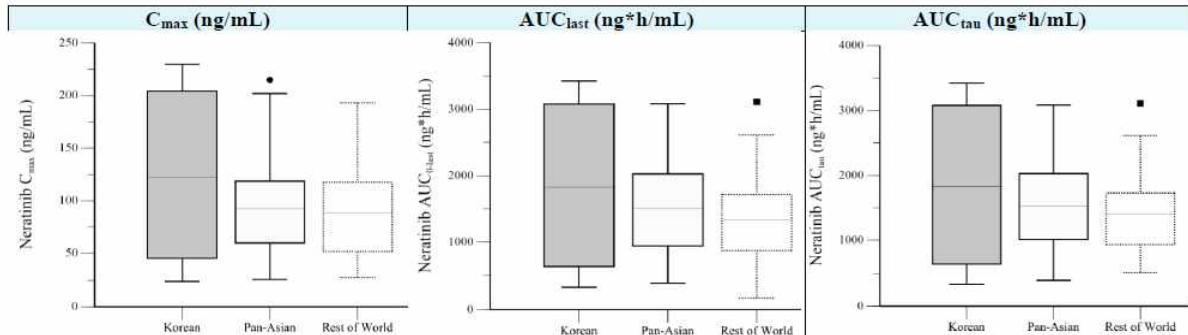 Cmax (ng/mL)
AUClast (ng*h/mL)
AUCtau (ng*h/mL)
Neratinib Cmax (ng/mL)
250
200
150
100
50
0
Korean
Pan-Asian
Rest of World
Neratinib AUC0-last (ng*h/mL)
4000
3000
2000
1000
0
Korean
Pan-Asian
Rest of World
Neratinib AUCtau (ng*h/mL)
4000
3000
2000
1000
0
Korean
Pan-Asian
Rest of World